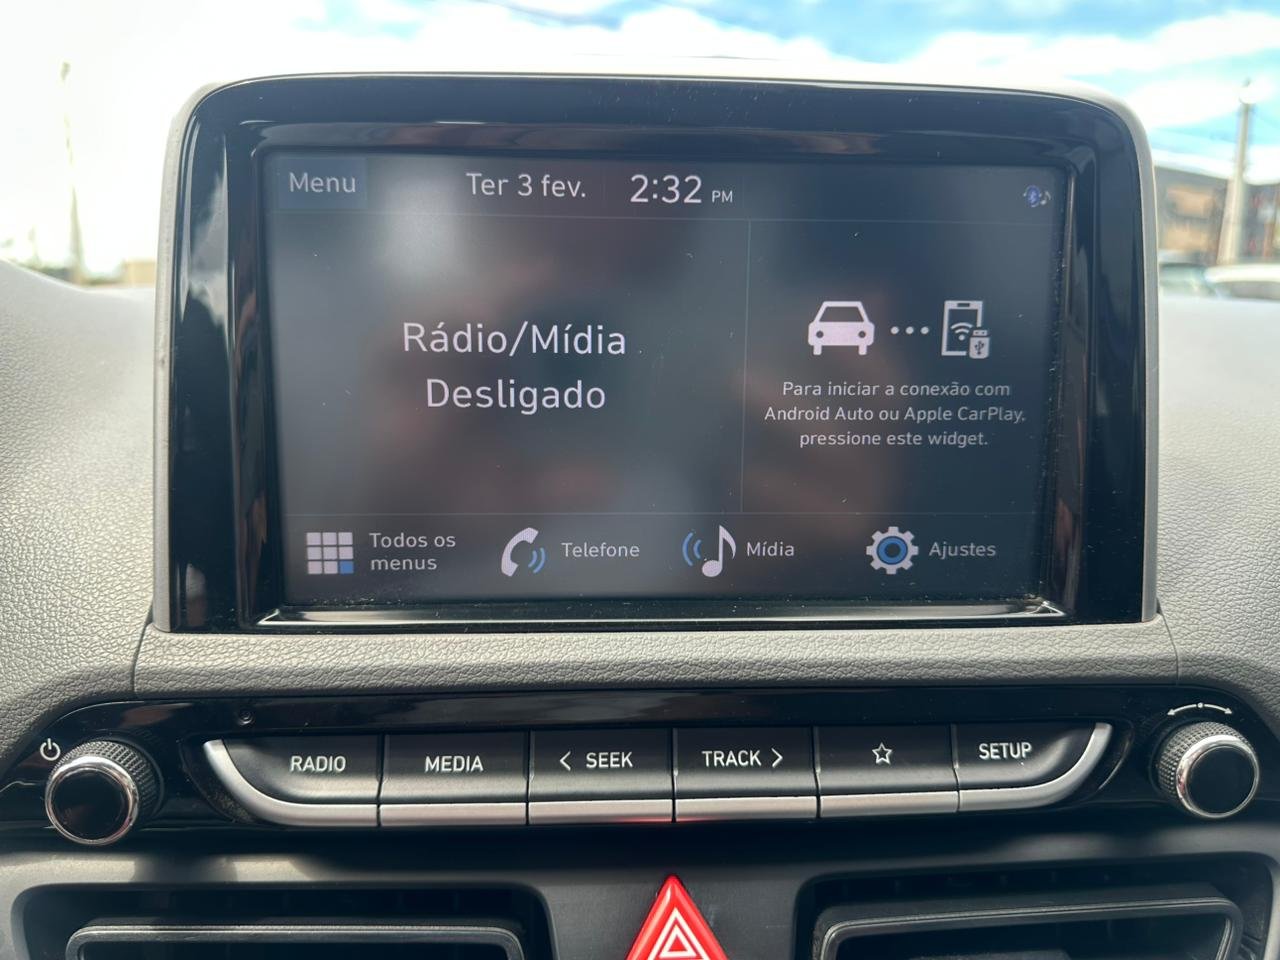 Menu
Ter 3 fev.
2:32 PM
Rádio/Mídia
Desligado
Para iniciar a conexão com
Android Auto ou Apple CarPlay,
pressione este widget.
Todos os
menus
Telefone
Mídia
Ajustes
RADIO
MEDIA
< SEEK
TRACK >
SETUP